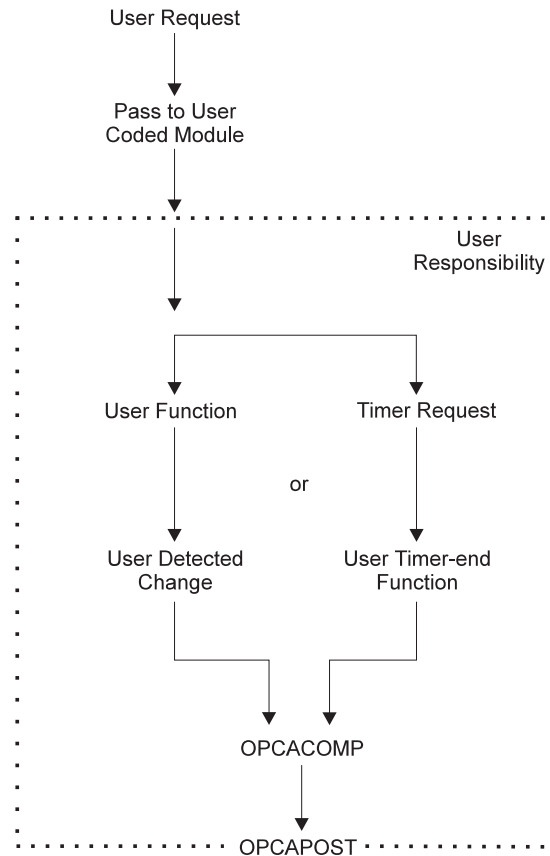 User Request
Pass to User
Coded Module
User
Responsibility
User Function
Timer Request
or
User Detected
Change
User Timer-end
Function
OPCACOMP
OPCAPOST